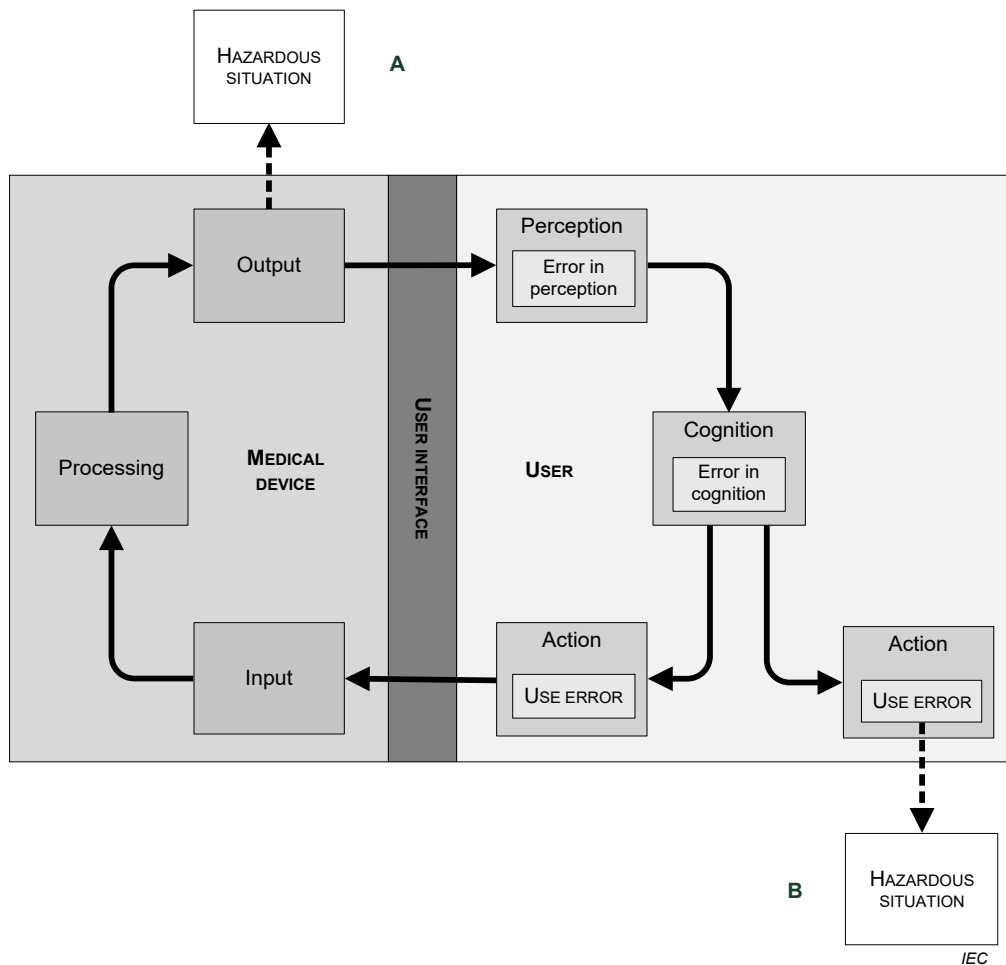 HAZARDOUS
SITUATION
A
Output
Perception
Error in
perception
Processing
MEDICAL
DEVICE
USER INTERFACE
USER
Cognition
Error in
cognition
Input
Action
USE ERROR
Action
USE ERROR
B
HAZARDOUS
SITUATION
IEC